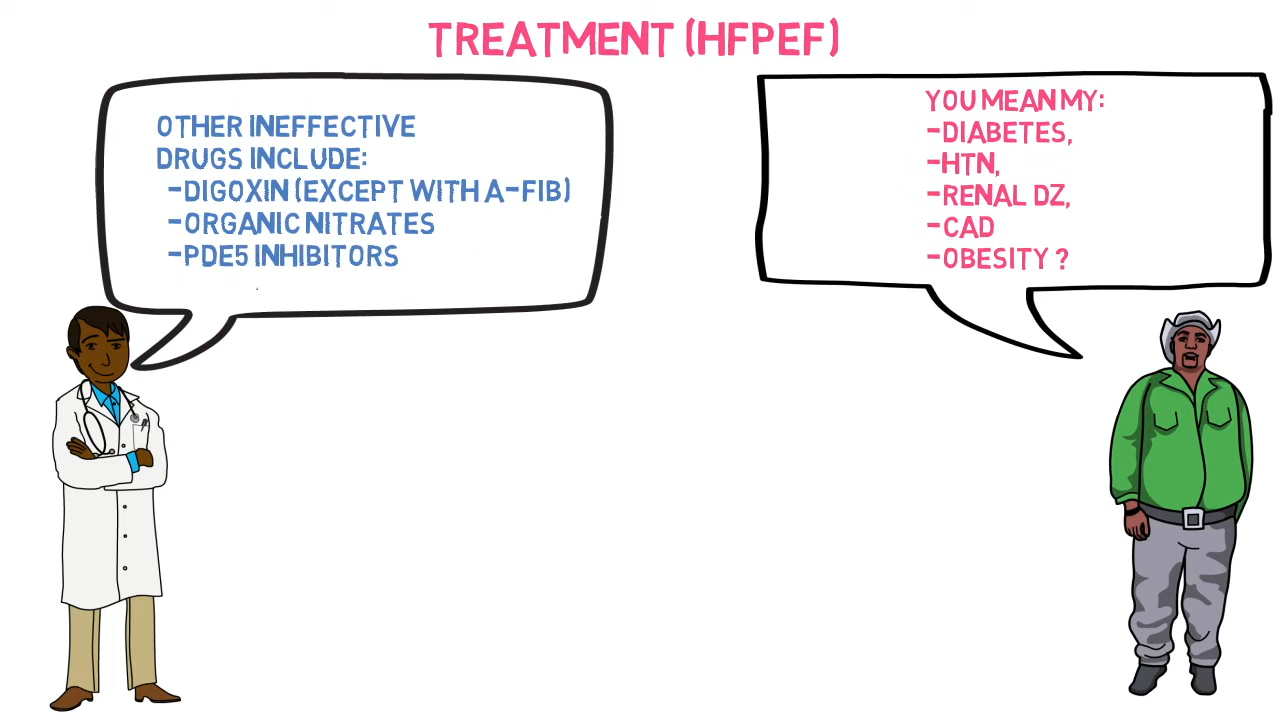 TREATMENT (HFPEF)
OTHER INEFFECTIVE
DRUGS INCLUDE:
-DIGOXIN (EXCEPT WITH A-FIB)
-ORGANIC NITRATES
-PDE5 INHIBITORS
YOU MEAN MY:
-DIABETES,
-HTN,
-RENAL DZ,
-CAD
-OBESITY ?